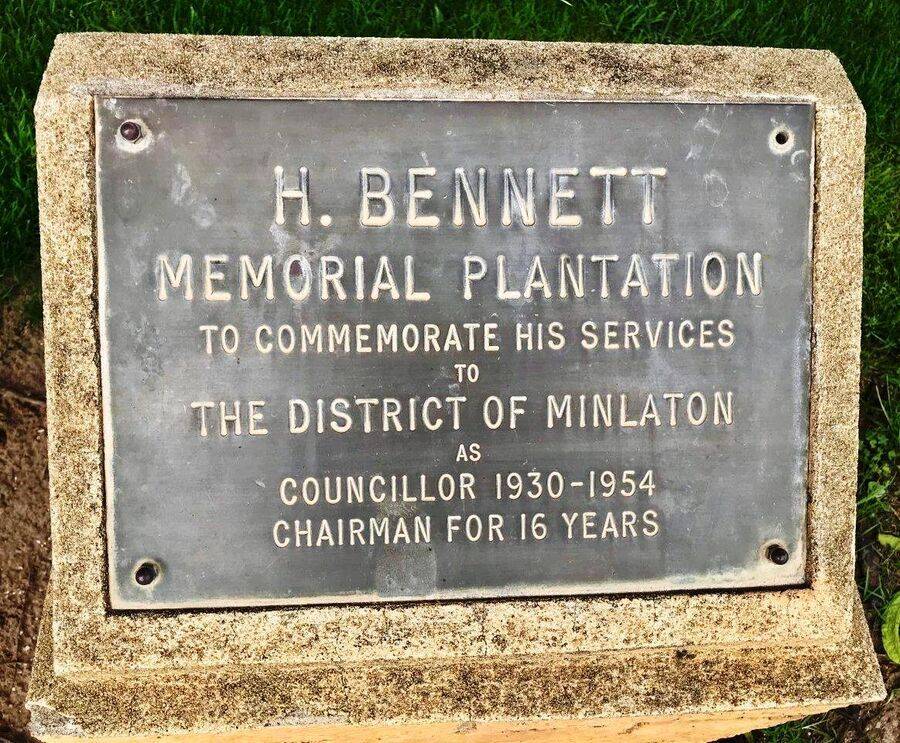 H. BENNETT
MEMORIAL PLANTATION
TO COMMEMORATE HIS SERVICES
TO
THE DISTRICT OF MINLATON
AS
COUNCILLOR 1930-1954
CHAIRMAN FOR 16 YEARS